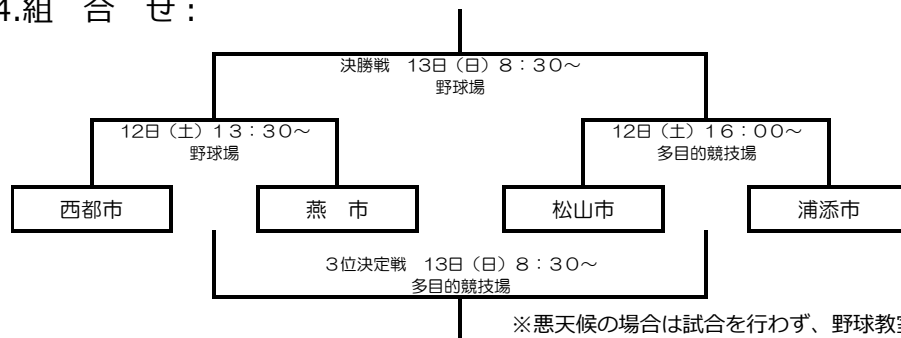 4.組　合　せ：
決勝戦　13日（日）８：３０～
野球場
12日（土）１３：３０～
野球場
12日（土）１６：００～
多目的競技場
西都市
燕　市
松山市
浦添市
３位決定戦　13日（日）８：３０～
多目的競技場
※悪天候の場合は試合を行わず、野球教